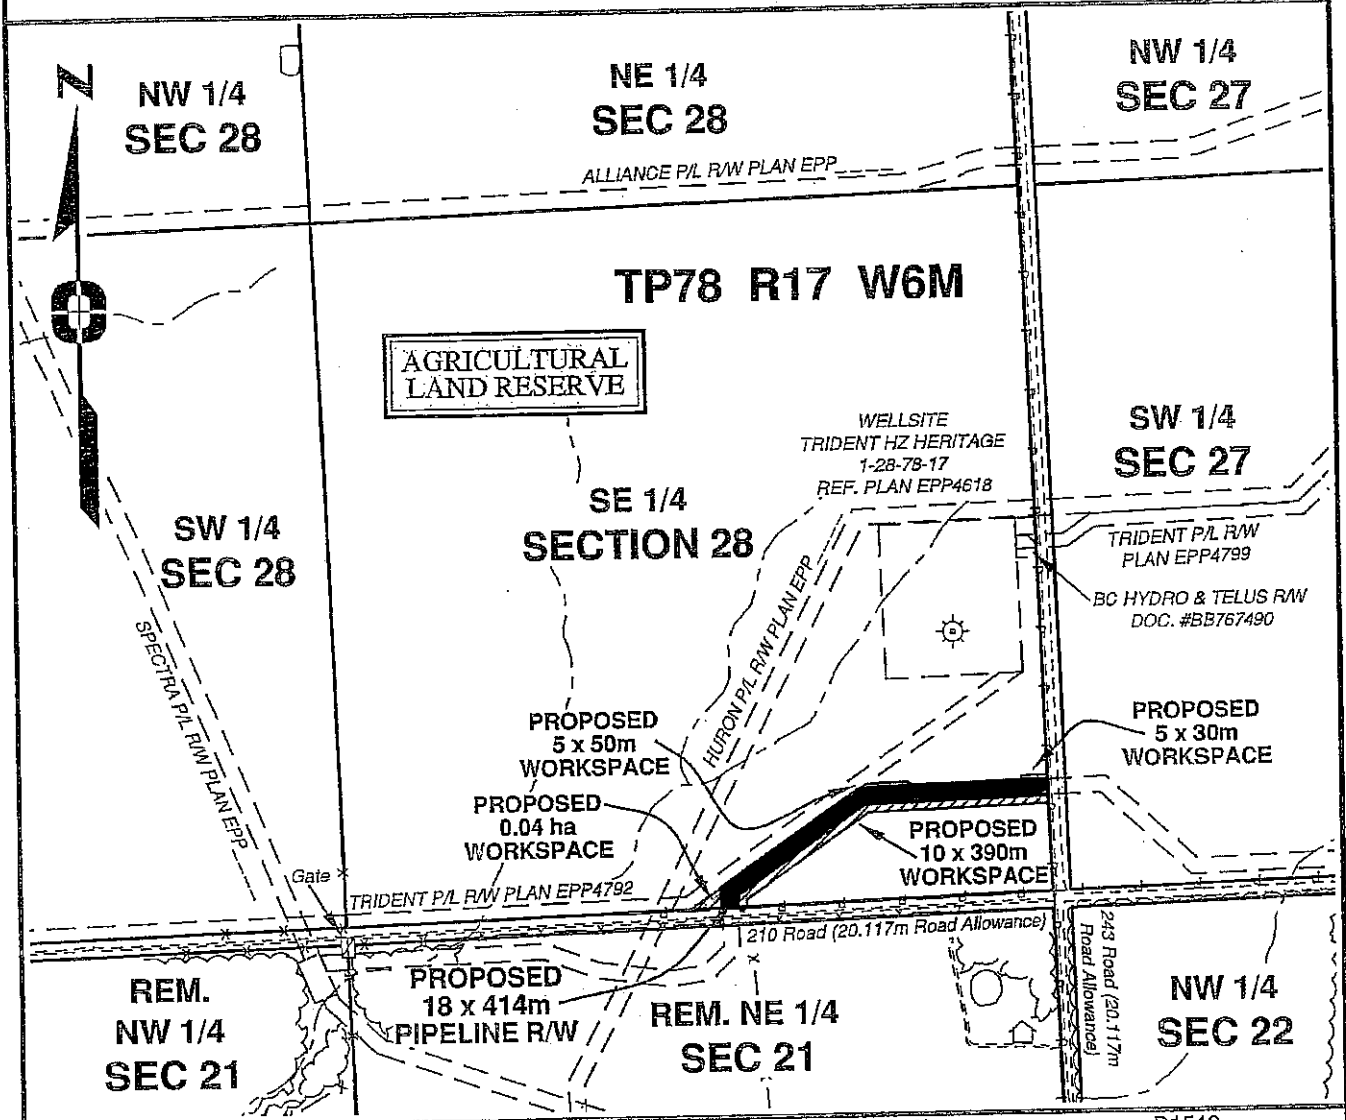 N
NW 1/4
SEC 28
NE 1/4
SEC 28
NW 1/4
SEC 27
ALLIANCE P/L R/W PLAN EPP
TP78 R17 W6M
AGRICULTURAL
LAND RESERVE
WELLSITE
TRIDENT HZ HERITAGE
1-28-78-17
REF. PLAN EPP4618
SW 1/4
SEC 27
SE 1/4
SECTION 28
SW 1/4
SEC 28
TRIDENT P/L R/W
PLAN EPP4799
BC HYDRO & TELUS R/W
DOC. #BB767490
HURON P/L R/W PLAN EPP
SPECTRA P/L R/W PLAN EPP
PROPOSED
5 x 50m
WORKSPACE
PROPOSED
5 x 30m
WORKSPACE
PROPOSED
0.04 ha
WORKSPACE
PROPOSED
10 x 390m
WORKSPACE
Gate
TRIDENT P/L R/W PLAN EPP4792
210 Road (20.117m Road Allowance)
243 Road (20.117m
Road Allowance)
PROPOSED
18 x 414m
PIPELINE R/W
REM.
NW 1/4
SEC 21
REM. NE 1/4
SEC 21
NW 1/4
SEC 22